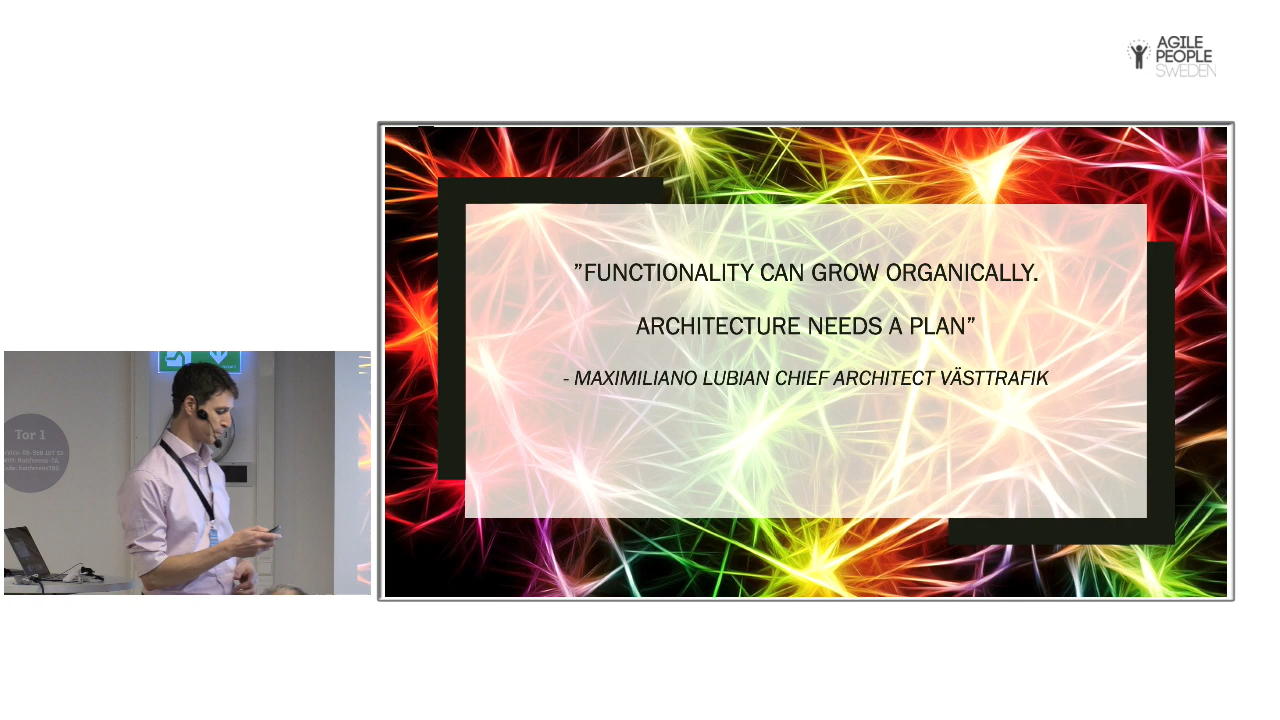 AGILE
PEOPLE
SWEDEN
”FUNCTIONALITY CAN GROW ORGANICALLY.
ARCHITECTURE NEEDS A PLAN”
- MAXIMILIANO LUBIAN CHIEF ARCHITECT VÄSTTRAFIK
Tor 1